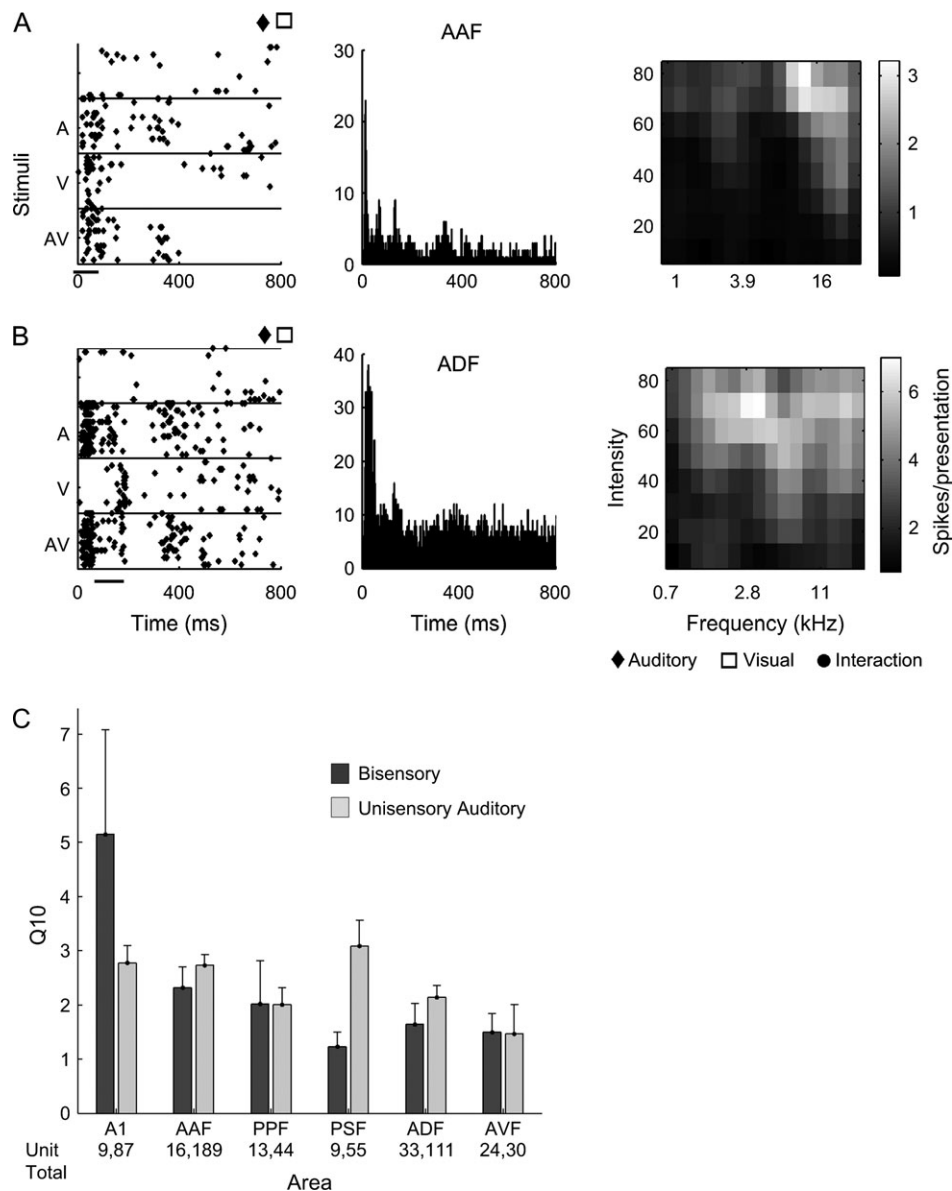 A
AAF
Stimuli
A
V
AV
0 400 800
30
20
10
0
0 400 800
80
60
40
20
1 3.9 16
3
2
1
B
ADF
A
V
AV
0 400 800
Time (ms)
40
30
20
10
0
0 400 800
Time (ms)
Intensity
80
60
40
20
0.7 2.8 11
Frequency (kHz)
6
4
2
Spikes/presentation
Auditory Visual Interaction
C
Q10
7
6
5
4
3
2
1
0
Bisensory
Unisensory Auditory
A1 AAF PPF PSF ADF AVF
Unit Total 9,87 16,189 13,44 9,55 33,111 24,30
Area